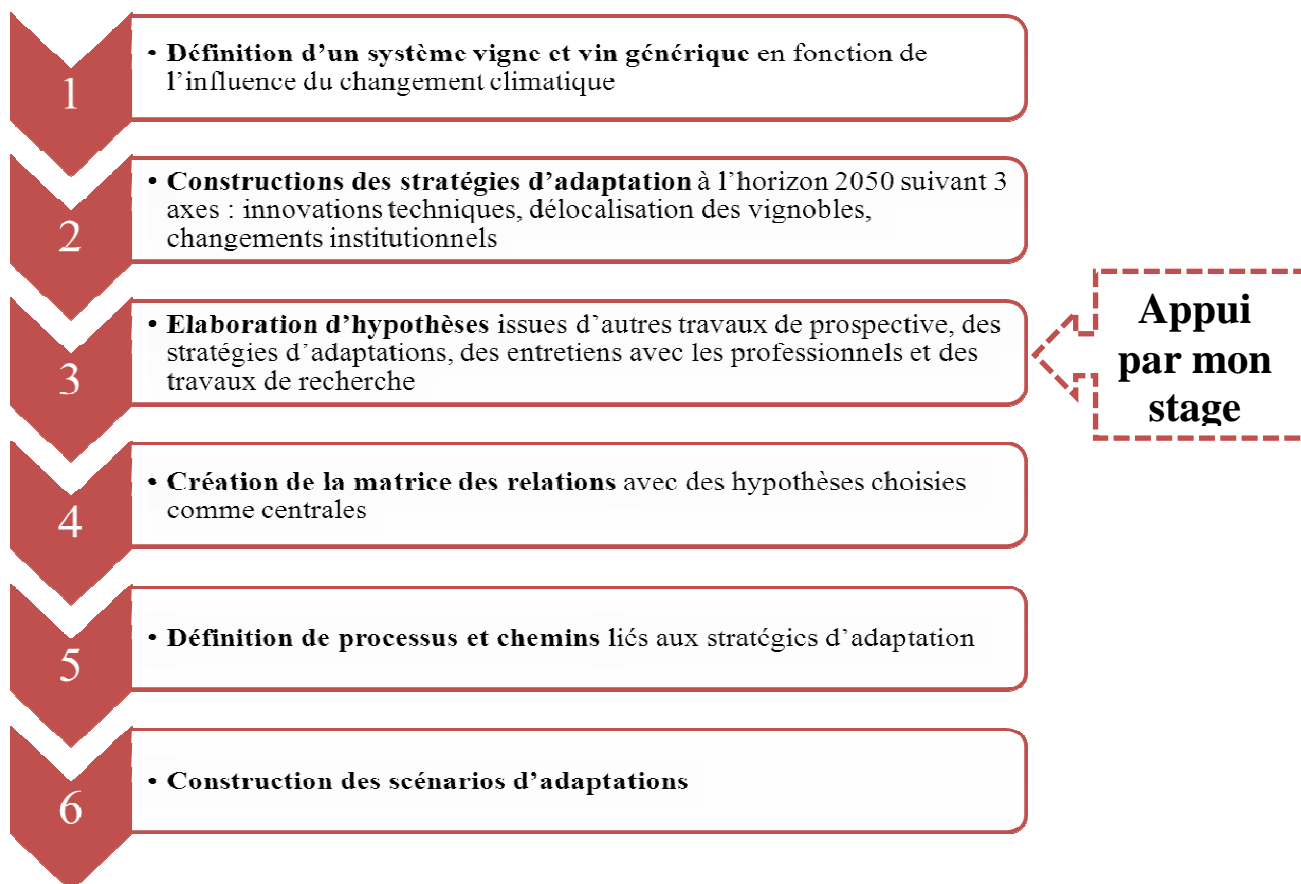 1
• Définition d'un système vigne et vin générique en fonction de
l'influence du changement climatique
2
• Constructions des stratégies d'adaptation à l'horizon 2050 suivant 3
axes : innovations techniques, délocalisation des vignobles,
changements institutionnels
3
• Elaboration d'hypothèses issues d'autres travaux de prospective, des
stratégies d'adaptations, des entretiens avec les professionnels et des
travaux de recherche
Appui
par mon
stage
4
• Création de la matrice des relations avec des hypothèses choisies
comme centrales
5
• Définition de processus et chemins liés aux stratégies d'adaptation
6
• Construction des scénarios d'adaptations